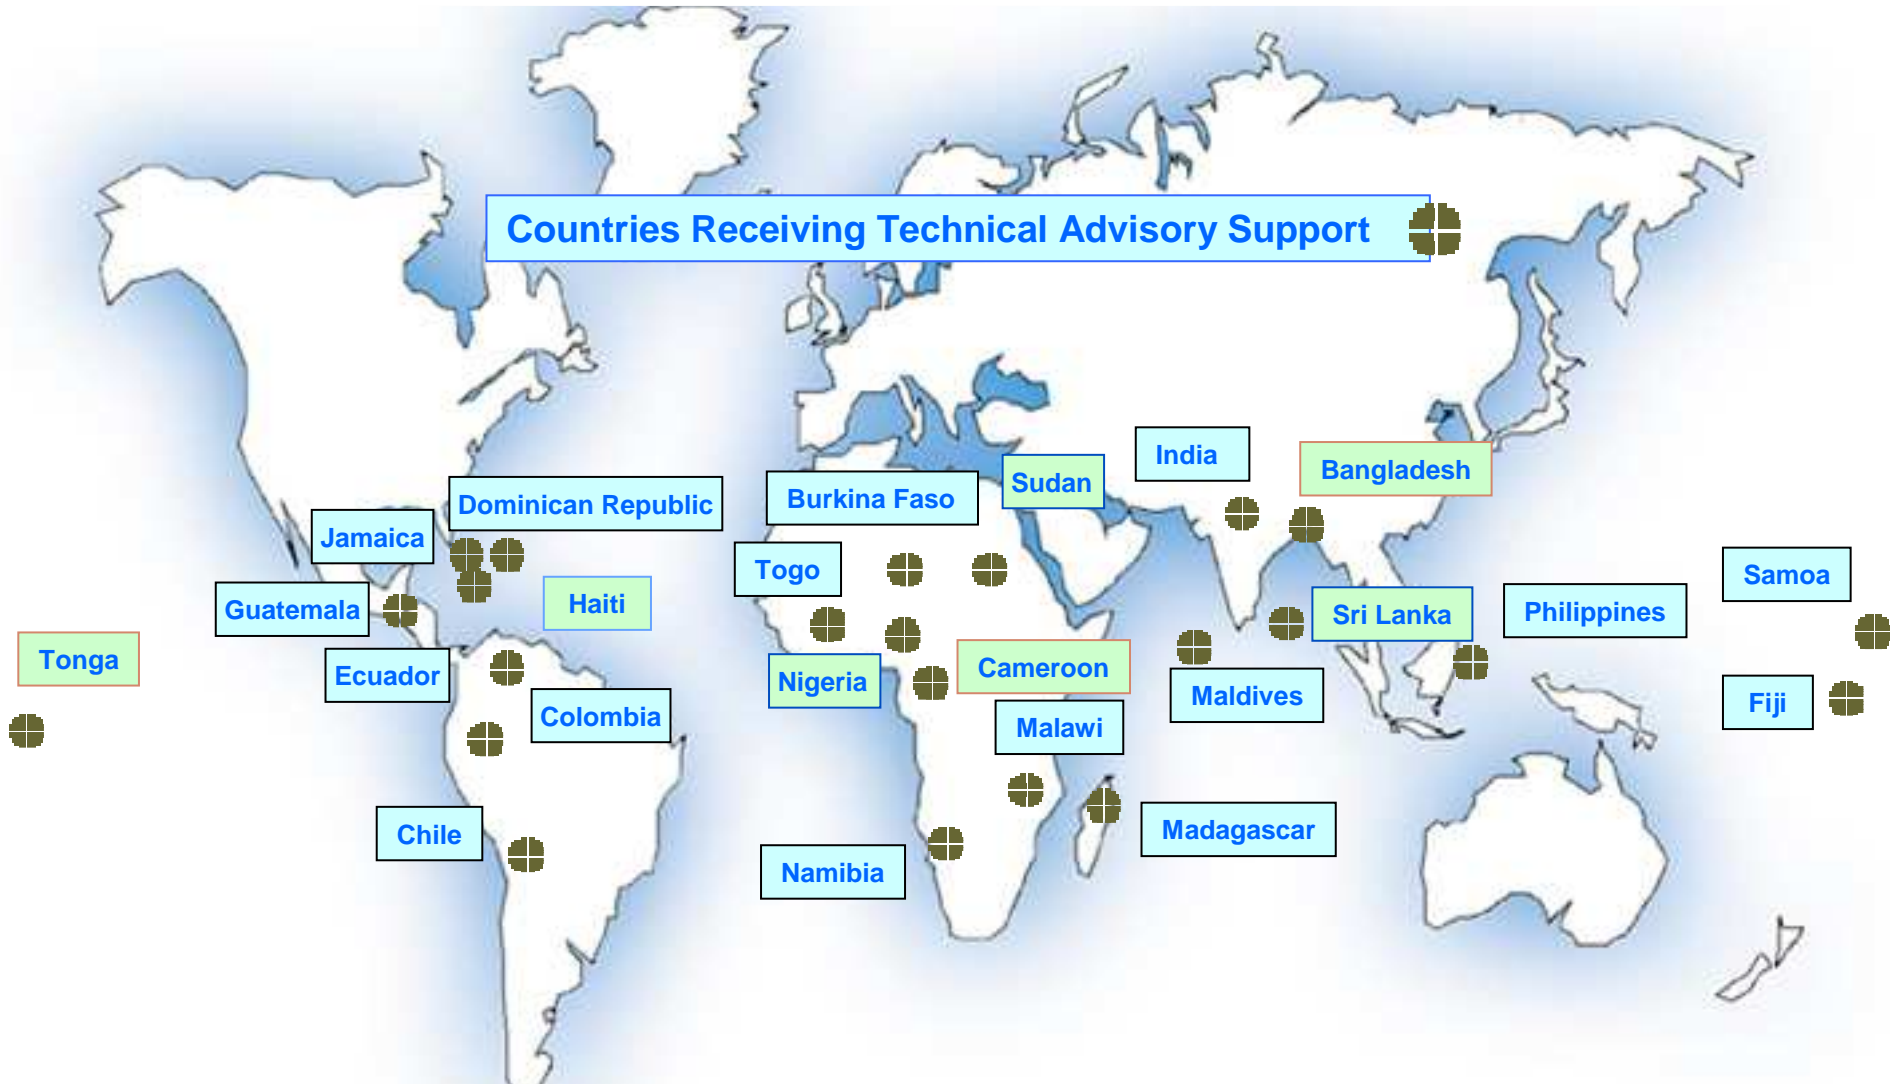 Countries Receiving Technical Advisory Support
India
Bangladesh
Sudan
Burkina Faso
Dominican Republic
Jamaica
Togo
Samoa
Haiti
Guatemala
Sri Lanka
Philippines
Tonga
Ecuador
Nigeria
Cameroon
Maldives
Fiji
Colombia
Malawi
Chile
Madagascar
Namibia